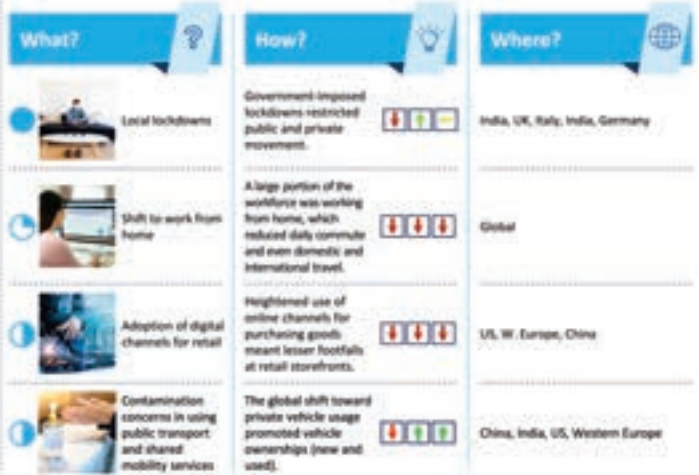 What?
How?
Where?
Local lockdowns
Government-imposed
lockdowns restricted
public and private
movement.
India, UK, Italy, India, Germany
Shift to work from
home
A large portion of the
workforce was working
from home, which
reduced daily commute
and even domestic and
international travel.
Global
Adoption of digital
channels for retail
Heightened use of
online channels for
purchasing goods
meant lesser footfalls
at retail storefronts.
US, W. Europe, China
Contamination
concerns in using
public transport
and shared
mobility services
The global shift toward
private vehicle usage
promoted vehicle
ownerships (new and
used).
China, India, US, Western Europe